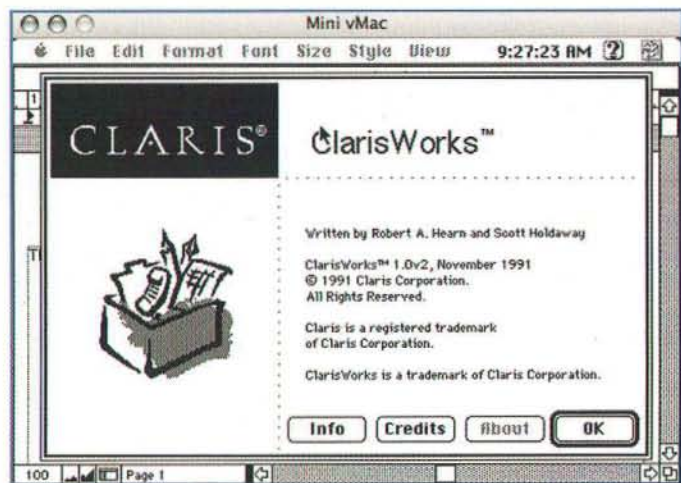 Mini vMac
File Edit Format Font Size Style View 9:27:23 AM
1
CLARIS®
ClarisWorks™
Written by Robert A. Hearn and Scott Holdaway
ClarisWorks™ 1.0v2, November 1991
© 1991 Claris Corporation.
All Rights Reserved.
Claris is a registered trademark
of Claris Corporation.
ClarisWorks is a trademark of Claris Corporation.
Info Credits About OK
100 Page 1